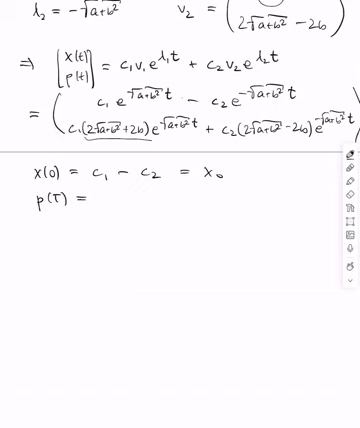 λ₂ = -√(a+b²)   v₂ = ( 2√(a+b²) - 2b )
⇒ [x(t) p(t)] = c₁v₁e^{λ₁t} + c₂v₂e^{λ₂t}
= ( c₁ e^{√(a+b²) t} - c₂ e^{-√(a+b²) t}
c₁(2√(a+b²)+2b)e^{√(a+b²) t} + c₂(2√(a+b²)-2b)e^{-√(a+b²) t} )
x(0) = c₁ - c₂ = x₀
p(T) =